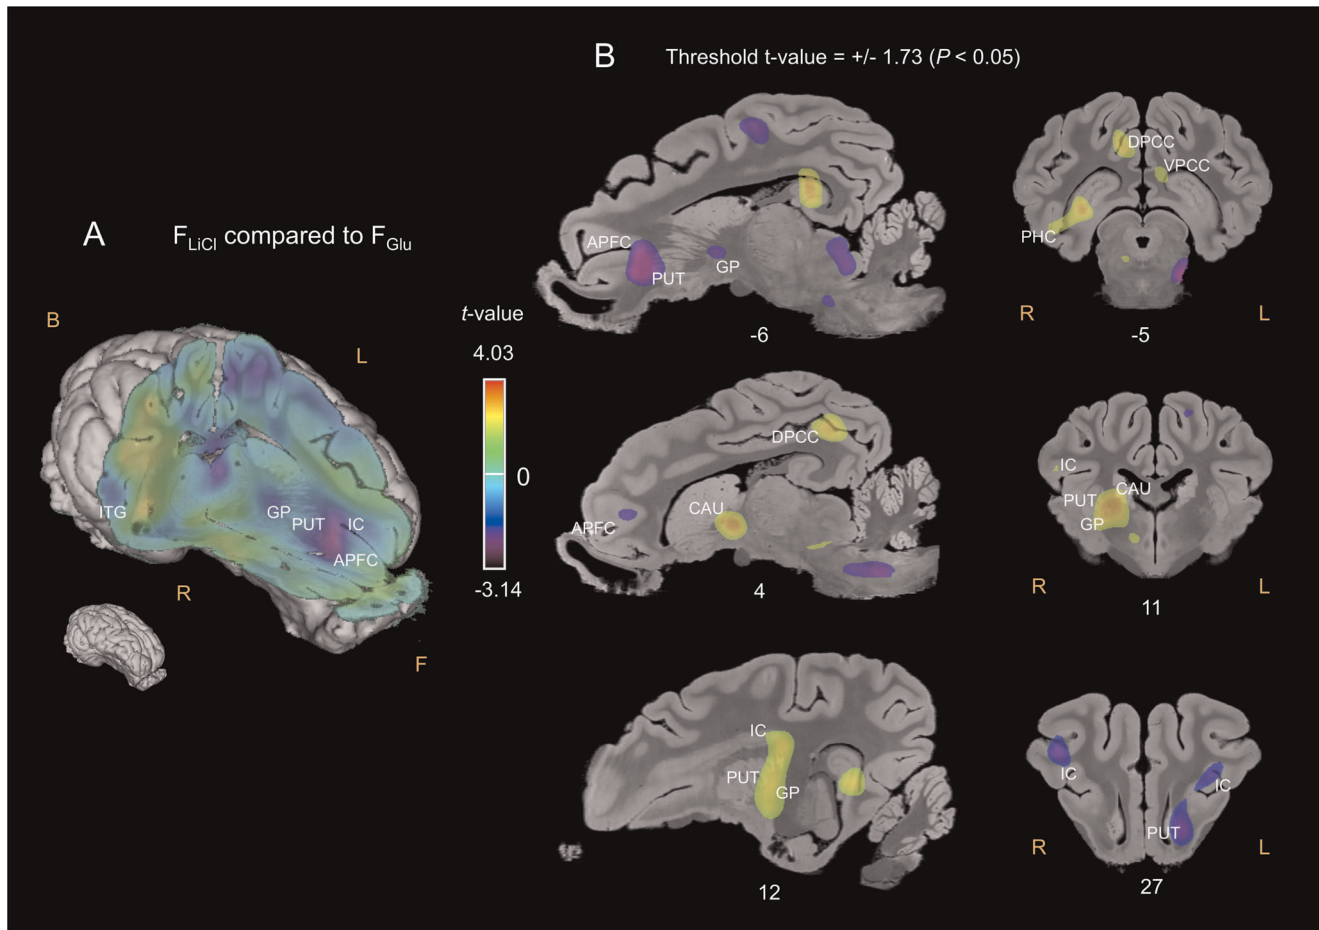 A
F_LiCl compared to F_Glu
B
L
ITG
GP
PUT
IC
APFC
R
F
t-value
4.03
0
-3.14
B
Threshold t-value = +/- 1.73 (P < 0.05)
APFC
PUT
GP
-6
DPCC
VPCC
PHC
R
L
-5
DPCC
CAU
APFC
4
IC
PUT
CAU
GP
R
L
11
IC
PUT
GP
12
IC
IC
PUT
R
L
27